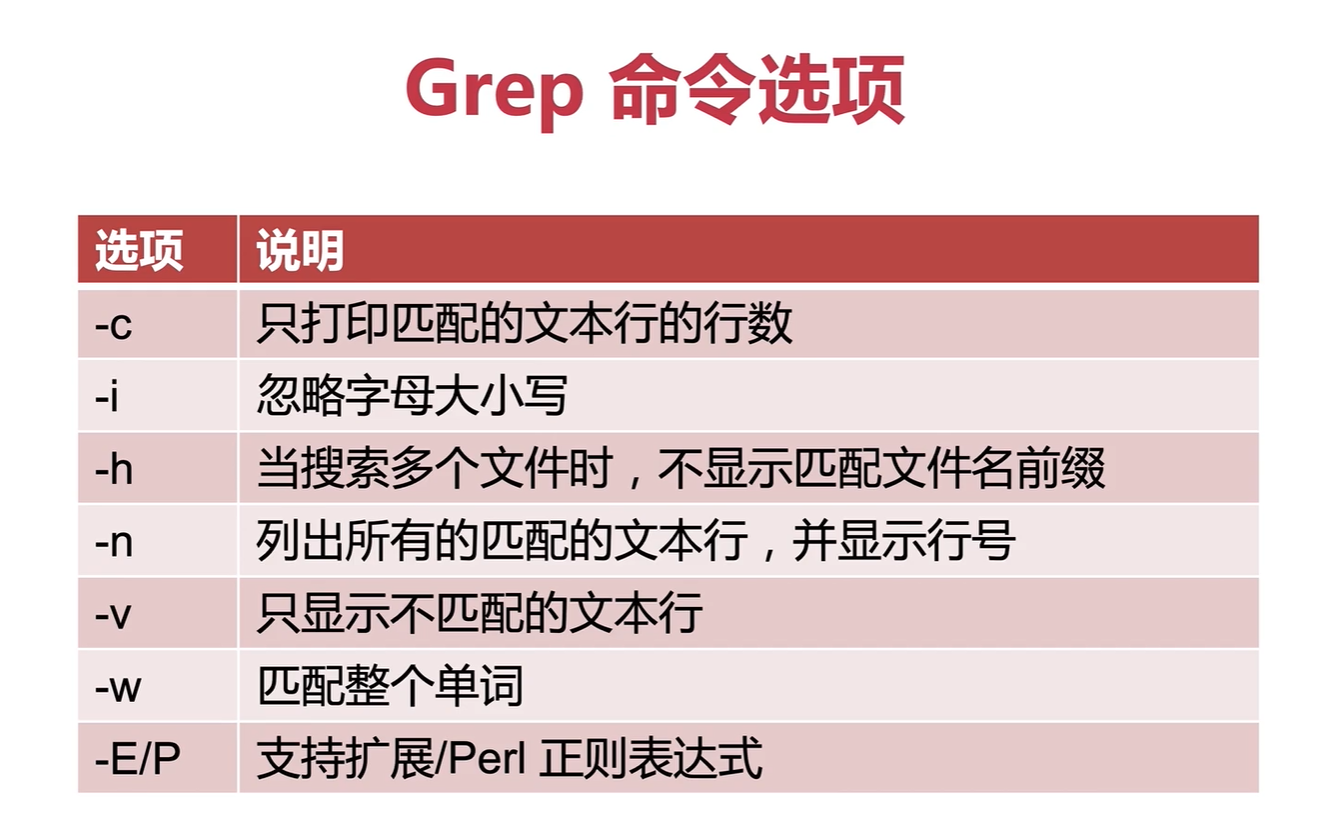 Grep 命令选项
选项 说明
-c 只打印匹配的文本行的行数
-i 忽略字母大小写
-h 当搜索多个文件时，不显示匹配文件名前缀
-n 列出所有的匹配的文本行，并显示行号
-v 只显示不匹配的文本行
-w 匹配整个单词
-E/P 支持扩展/Perl 正则表达式